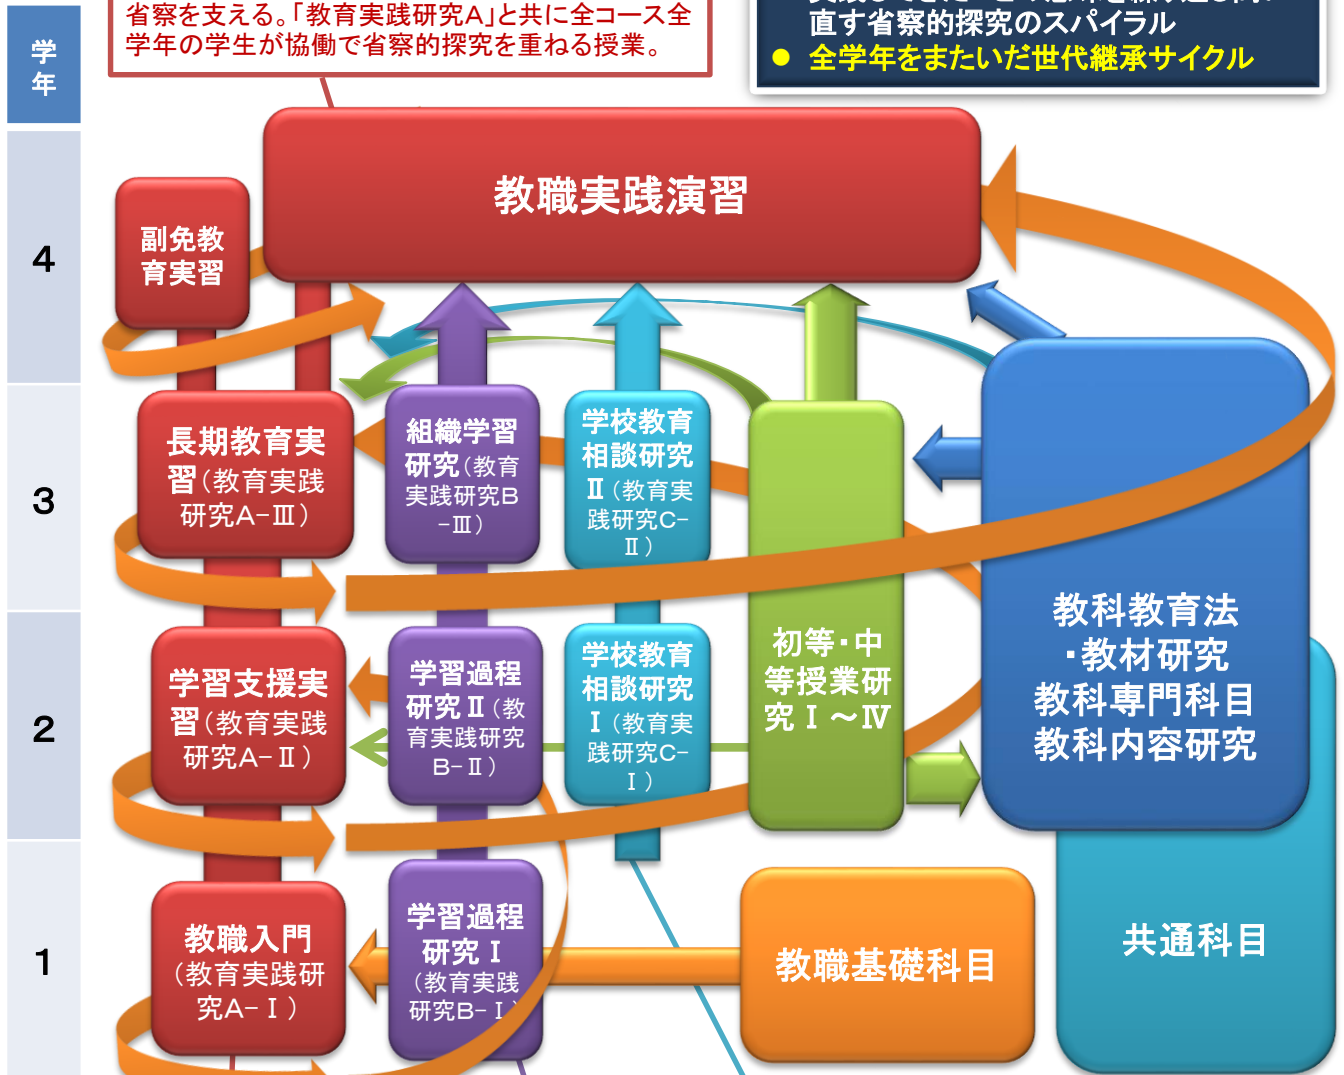 省察を支える。「教育実践研究A」と共に全コース全
学年の学生が協働で省察的探究を重ねる授業。
直す省察的探究のスパイラル
● 全学年をまたいだ世代継承サイクル
学
年
4
教職実践演習
副免教
育実習
3
長期教育実
習(教育実践
研究A-Ⅲ)
組織学習
研究(教育
実践研究B
-Ⅲ)
学校教育
相談研究
Ⅱ(教育実
践研究C-
Ⅱ)
2
学習支援実
習(教育実践
研究A-Ⅱ)
学習過程
研究Ⅱ(教
育実践研究
B-Ⅱ)
学校教育
相談研究
Ⅰ(教育実
践研究C-
Ⅰ)
初等・中
等授業研
究Ⅰ～Ⅳ
教科教育法
・教材研究
教科専門科目
教科内容研究
1
教職入門
(教育実践研
究A-Ⅰ)
学習過程
研究Ⅰ
(教育実践
研究B-Ⅰ)
教職基礎科目
共通科目